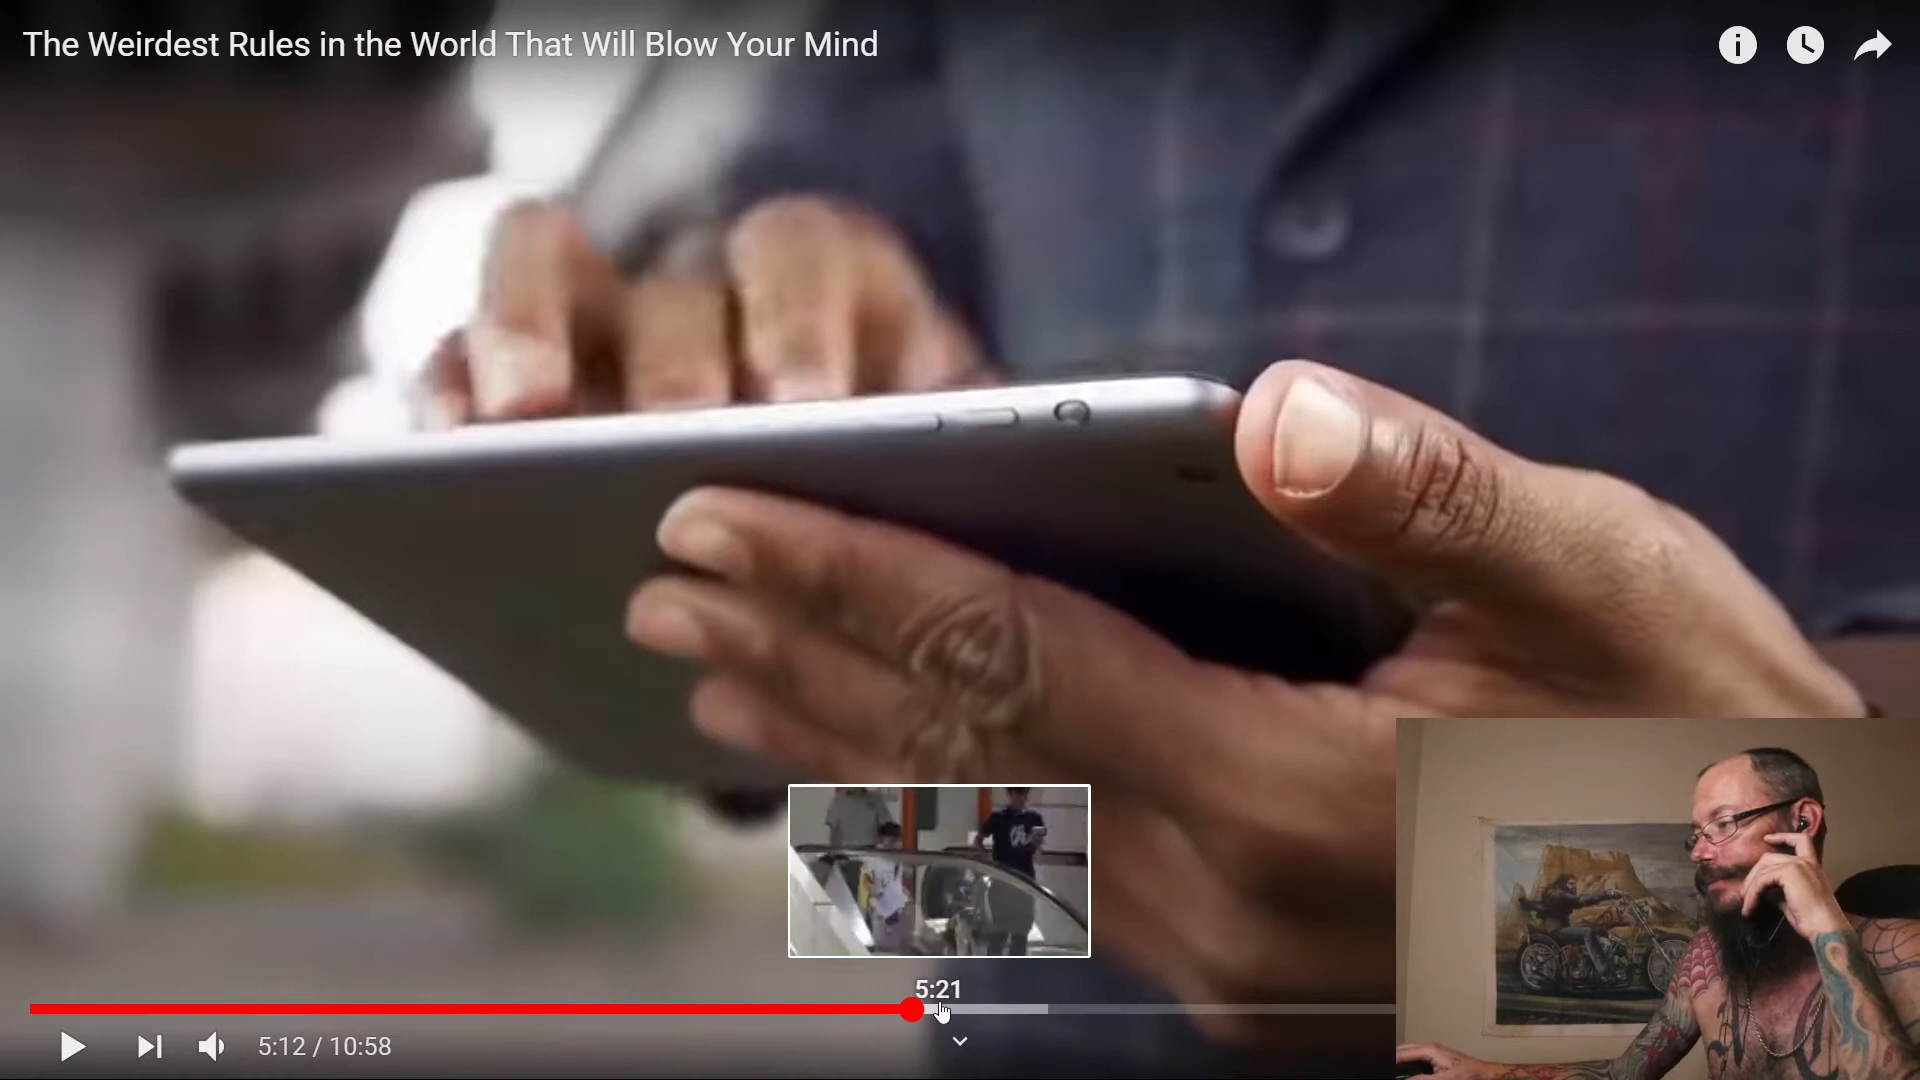 The Weirdest Rules in the World That Will Blow Your Mind
5:21
5:12 / 10:58